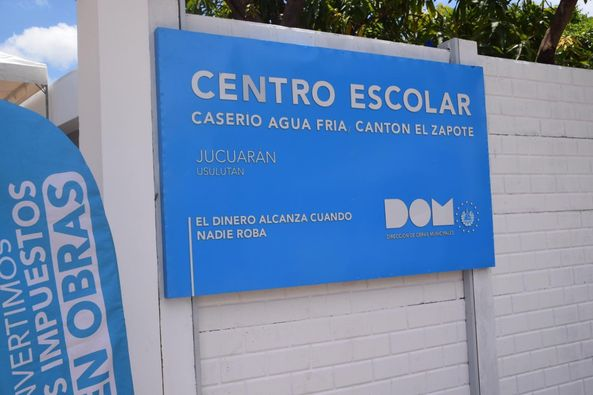 CENTRO ESCOLAR
CASERIO AGUA FRIA, CANTON EL ZAPOTE
JUCUARÁN
USULUTÁN
EL DINERO ALCANZA CUANDO
NADIE ROBA
DOM
DIRECCIÓN DE OBRAS MUNICIPALES
NVERTIMOS
S IMPUESTOS
EN OBRAS